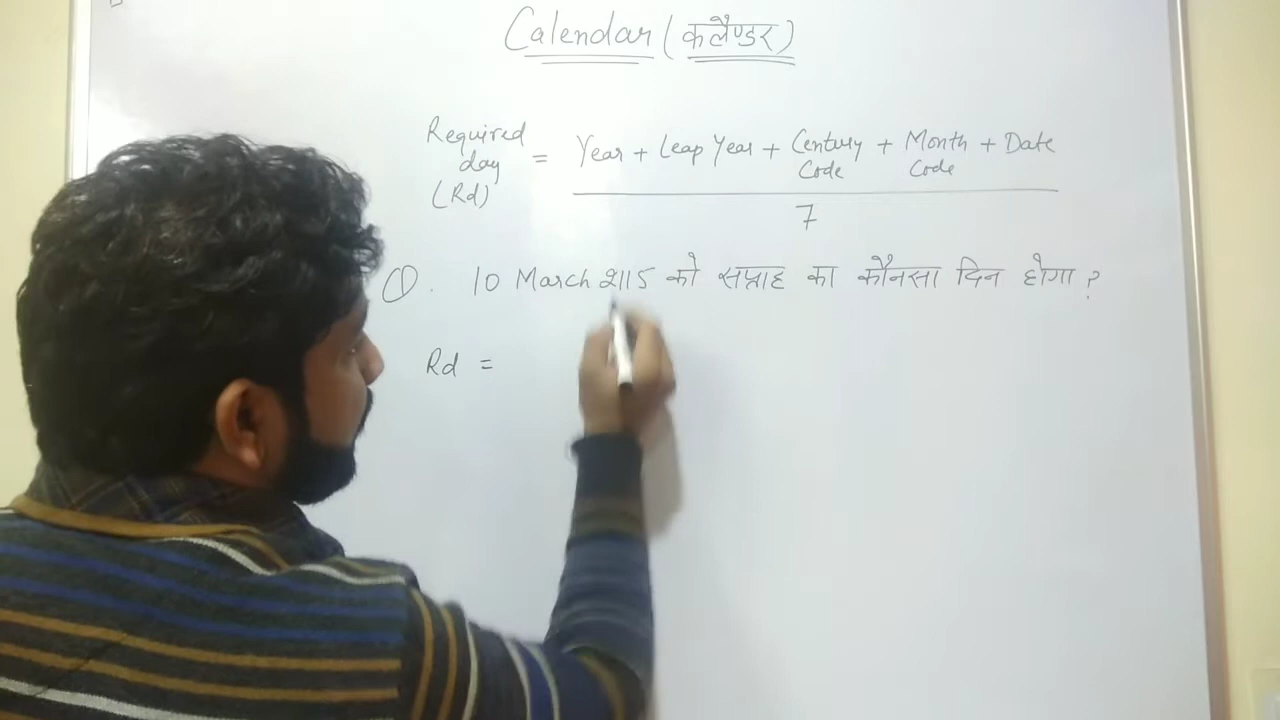 Calendar (कलैण्डर)
Required day (Rd) = Year + Leap Year + Century Code + Month Code + Date
7
① . 10 March 2115 को सप्ताह का कौनसा दिन होगा ?
Rd =